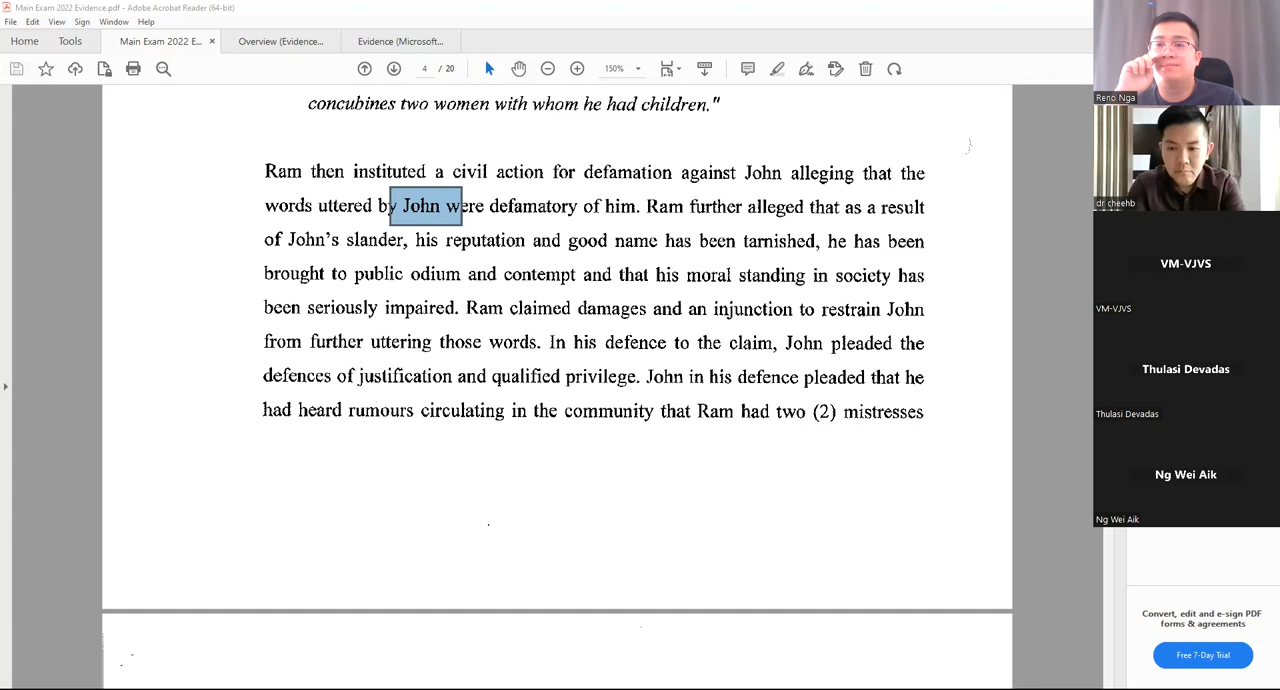 Main Exam 2022 Evidence.pdf - Adobe Acrobat Reader (64-bit)
File Edit View Sign Window Help
Home Tools Main Exam 2022 E... × Overview (Evidence... Evidence (Microsoft...
4 / 20 150%
concubines two women with whom he had children."
Ram then instituted a civil action for defamation against John alleging that the
words uttered by John were defamatory of him. Ram further alleged that as a result
of John's slander, his reputation and good name has been tarnished, he has been
brought to public odium and contempt and that his moral standing in society has
been seriously impaired. Ram claimed damages and an injunction to restrain John
from further uttering those words. In his defence to the claim, John pleaded the
defences of justification and qualified privilege. John in his defence pleaded that he
had heard rumours circulating in the community that Ram had two (2) mistresses
Reno Nga
dr cheehb
VM-VJVS
VM-VJVS
Thulasi Devadas
Thulasi Devadas
Ng Wei Aik
Ng Wei Aik
Convert, edit and e-sign PDF
forms & agreements
Free 7-Day Trial